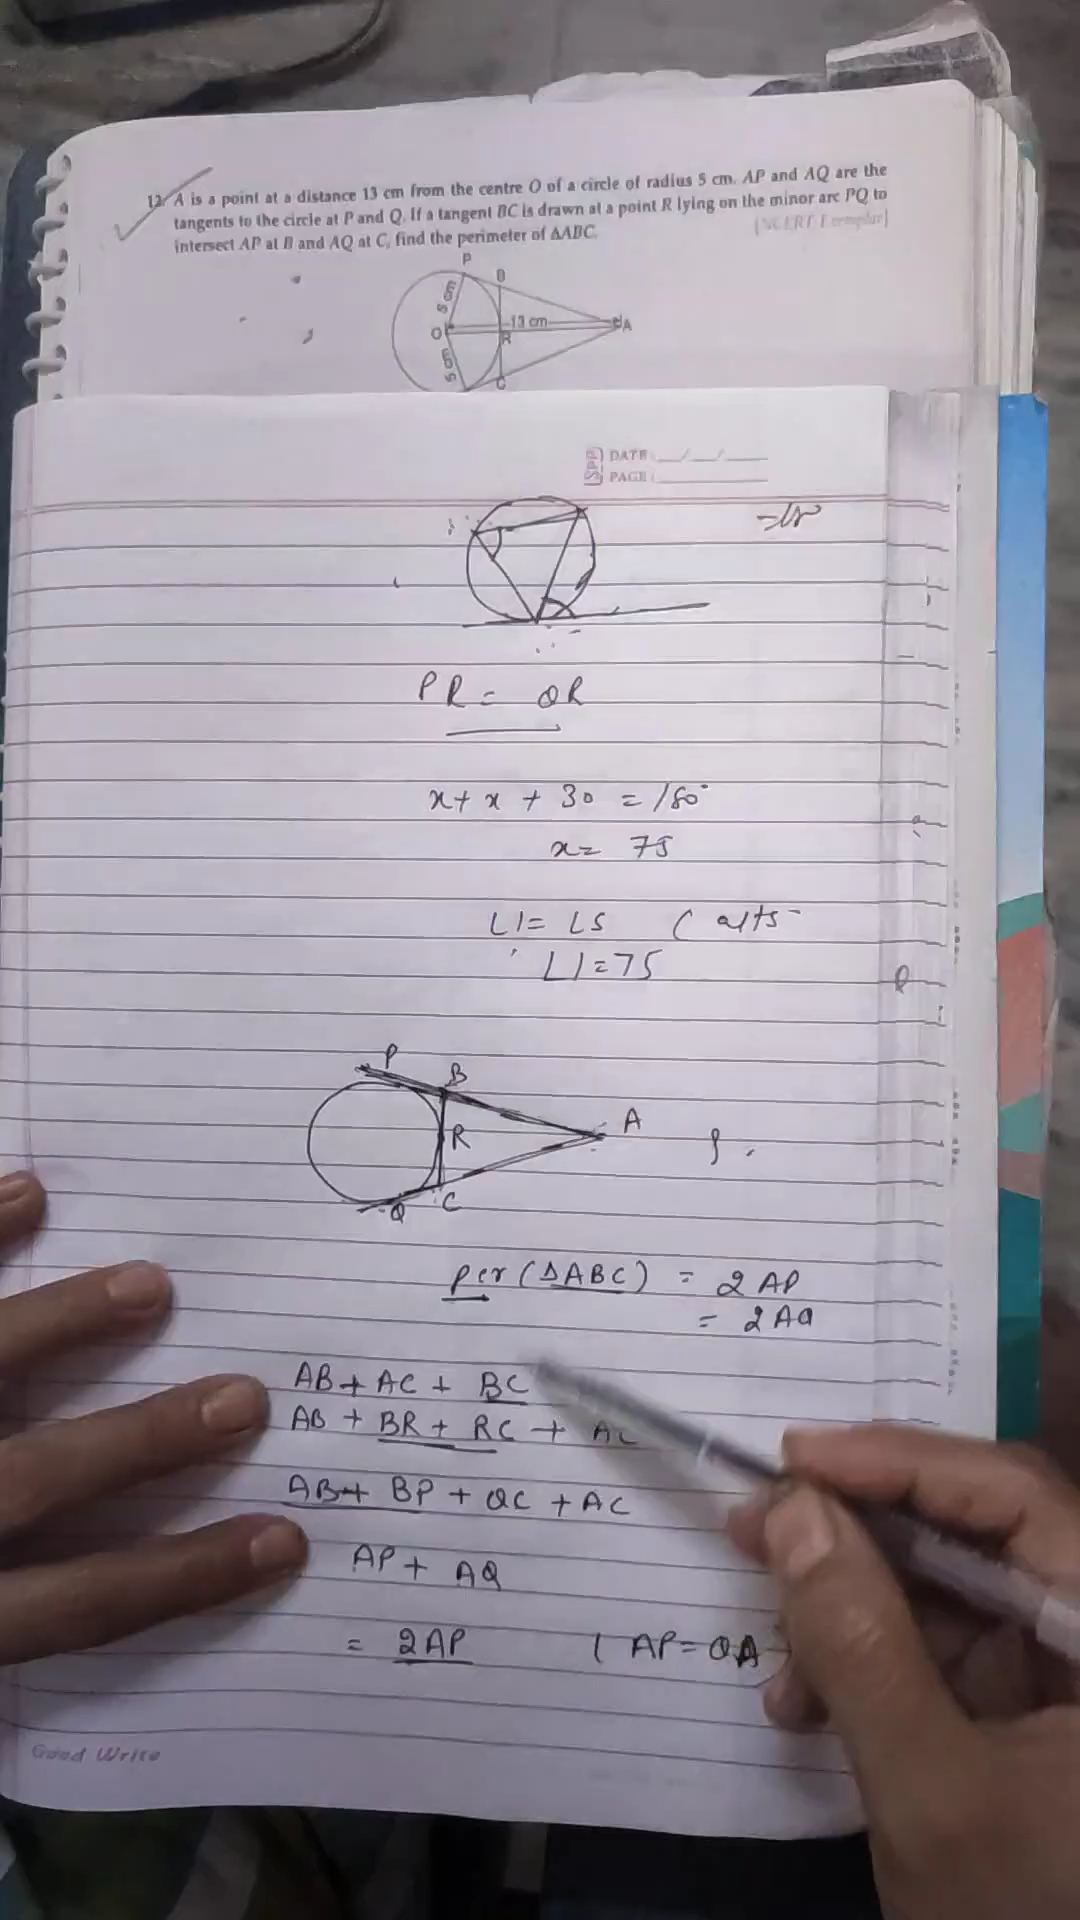 12. A is a point at a distance 13 cm from the centre O of a circle of radius 5 cm. AP and AQ are the
tangents to the circle at P and Q. If a tangent BC is drawn at a point R lying on the minor arc PQ to
intersect AP at B and AQ at C, find the perimeter of ΔABC.
[NCERT Exemplar]
P
B
5 cm
O
13 cm
A
R
5 cm
C
DATE
PAGE
PR = QR
x + x + 30 = 180°
x = 75
∠1 = ∠5 ( alts
∠1 = 75
P
B
A
R
C
Q
per (ΔABC) = 2 AP
= 2 AQ
AB + AC + BC
AB + BR + RC + AC
AB + BP + QC + AC
AP + AQ
= 2AP ( AP = QA )
Good Write